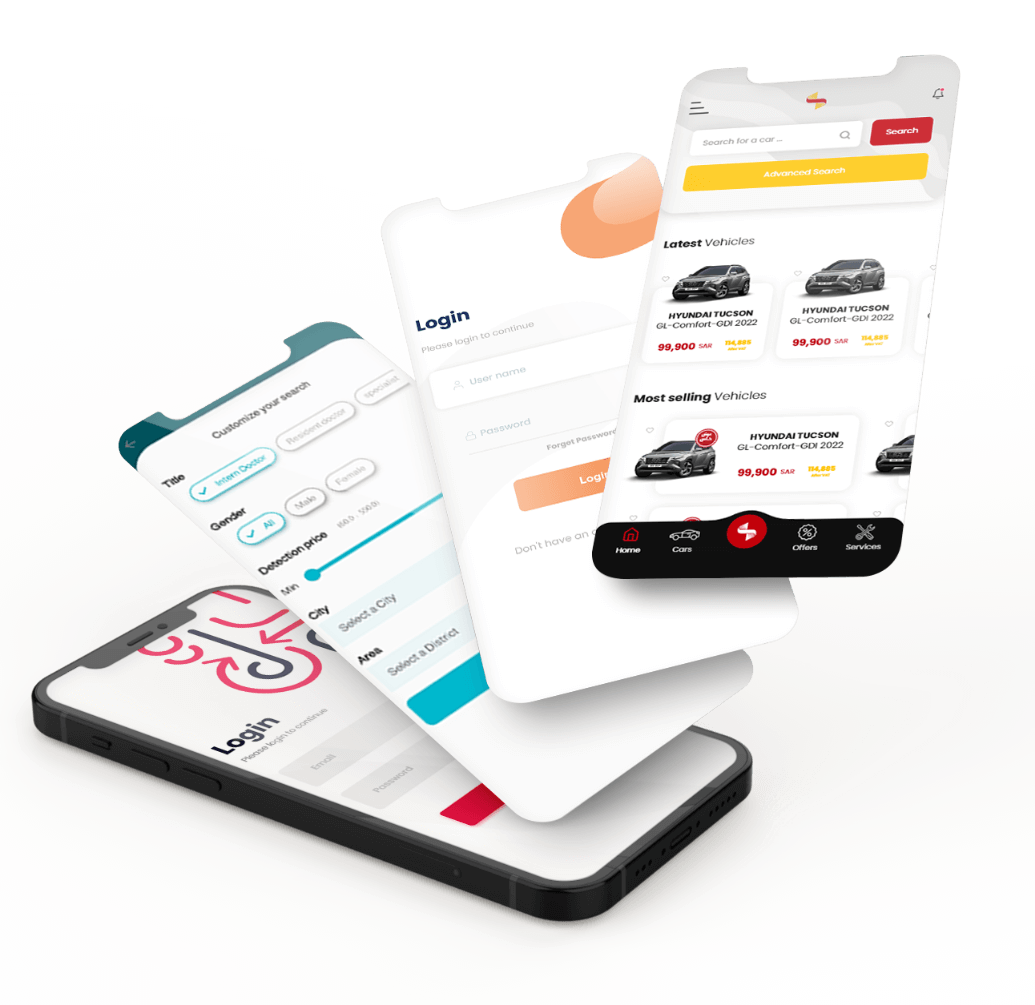 Search for a car ...
Search
Advanced Search
Latest Vehicles
HYUNDAI TUCSON
GL-Comfort-GDI 2022
99,900 SAR
114,885
HYUNDAI TUCSON
GL-Comfort-GDI 2022
99,900 SAR
114,885
Most selling Vehicles
HYUNDAI TUCSON
GL-Comfort-GDI 2022
99,900 SAR
114,885
Home
Cars
Offers
Services
Login
Please login to continue
User name
Password
Forget Password
Login
Don't have an
Customize your search
Title
Intern Doctor
Resident doctor
specialist
Gender
All
Male
Female
Detection price
Min
City
Select a City
Area
Select a District
Login
Please login to continue
Email
Password